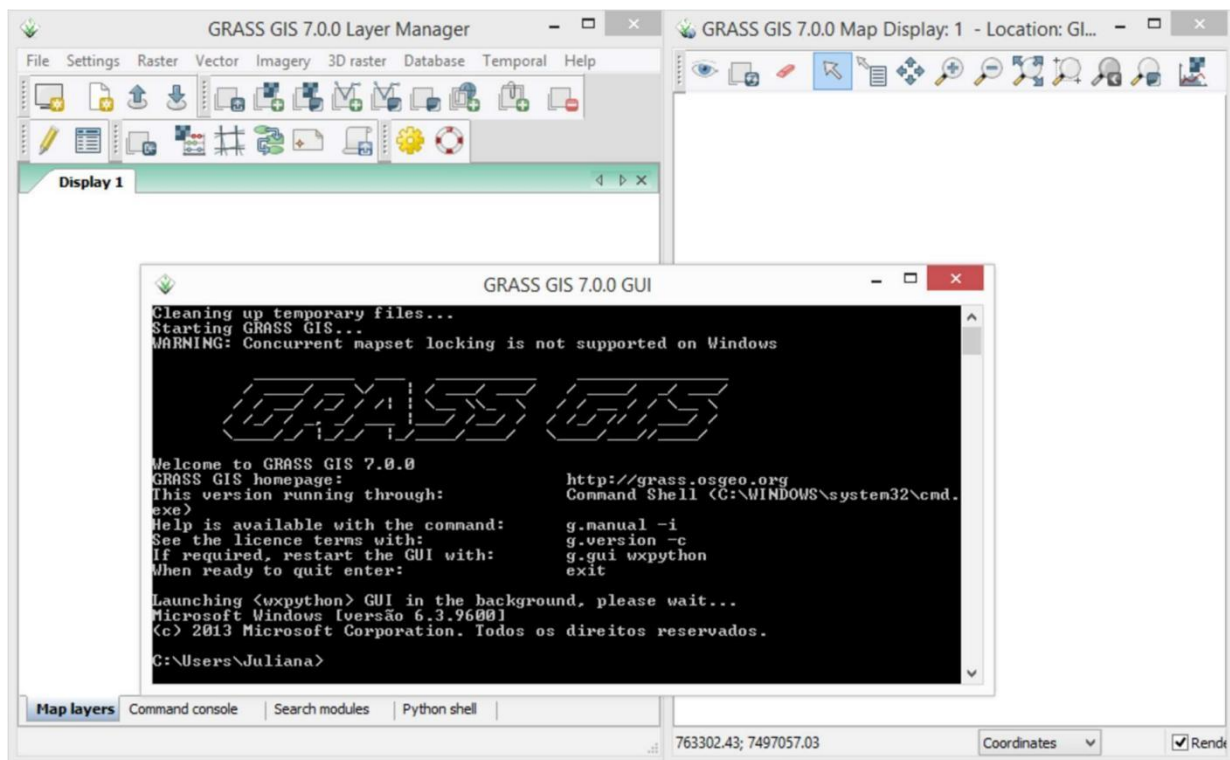 GRASS GIS 7.0.0 Layer Manager
File Settings Raster Vector Imagery 3D raster Database Temporal Help
Display 1
GRASS GIS 7.0.0 Map Display: 1 - Location: GI...
GRASS GIS 7.0.0 GUI
Cleaning up temporary files...
Starting GRASS GIS...
WARNING: Concurrent mapset locking is not supported on Windows
GRASS GIS
Welcome to GRASS GIS 7.0.0
GRASS GIS homepage: http://grass.osgeo.org
This version running through: Command Shell (C:\WINDOWS\system32\cmd.
exe)
Help is available with the command: g.manual -i
See the licence terms with: g.version -c
If required, restart the GUI with: g.gui wxpython
When ready to quit enter: exit
Launching <wxpython> GUI in the background, please wait...
Microsoft Windows [versão 6.3.9600]
(c) 2013 Microsoft Corporation. Todos os direitos reservados.
C:\Users\Juliana>
Map layers Command console Search modules Python shell
763302.43; 7497057.03 Coordinates Rende